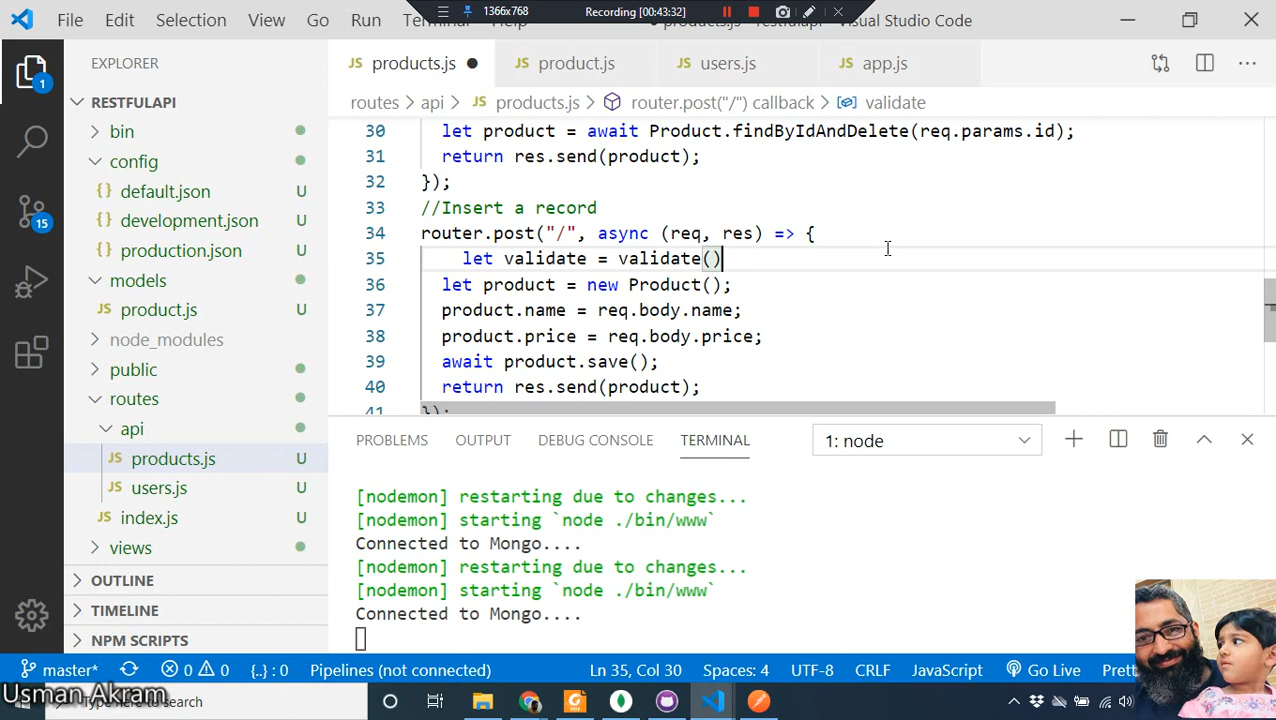 File Edit Selection View Go Run Terminal Help products.js - restfulapi - Visual Studio Code
1366x768 Recording [00:43:32]
EXPLORER
1
RESTFULAPI
bin
config
{} default.json U
{} development.json U
{} production.json U
models
JS product.js U
node_modules
public
routes
api
JS products.js U
JS users.js U
JS index.js U
views
OUTLINE
TIMELINE
NPM SCRIPTS
15
JS products.js JS product.js JS users.js JS app.js
routes > api > JS products.js > router.post("/") callback > validate
30 let product = await Product.findByIdAndDelete(req.params.id);
31 return res.send(product);
32 });
33 //Insert a record
34 router.post("/", async (req, res) => {
35 let validate = validate()
36 let product = new Product();
37 product.name = req.body.name;
38 product.price = req.body.price;
39 await product.save();
40 return res.send(product);
41 });
PROBLEMS OUTPUT DEBUG CONSOLE TERMINAL 1: node
[nodemon] restarting due to changes...
[nodemon] starting `node ./bin/www`
Connected to Mongo....
[nodemon] restarting due to changes...
[nodemon] starting `node ./bin/www`
Connected to Mongo....
master* 0 0 {..} : 0 Pipelines (not connected) Ln 35, Col 30 Spaces: 4 UTF-8 CRLF JavaScript Go Live
Usman Akram
here to search